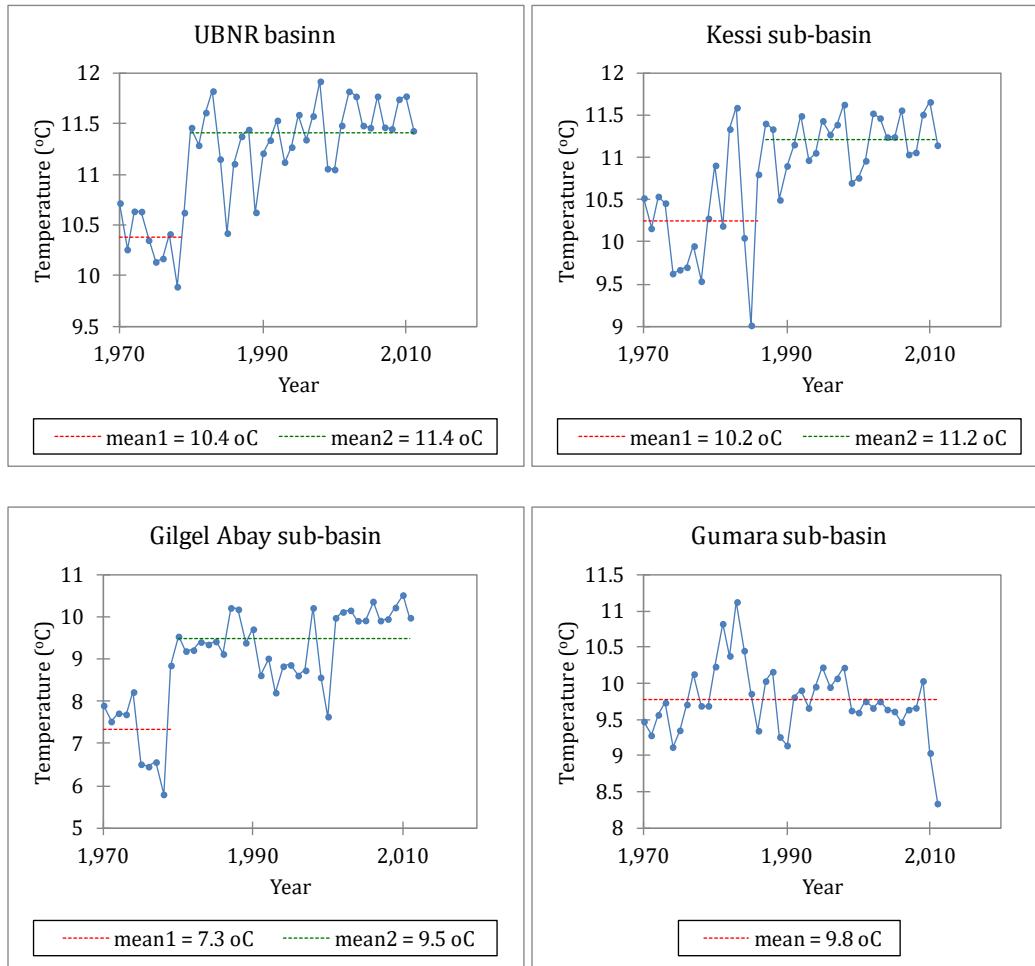 UBNR basinn
12
11.5
11
10.5
10
9.5
Temperature (ºC)
1,970 1,990 2,010
Year
mean1 = 10.4 oC mean2 = 11.4 oC
Kessi sub-basin
12
11.5
11
10.5
10
9.5
9
Temperature (ºC)
1,970 1,990 2,010
Year
mean1 = 10.2 oC mean2 = 11.2 oC
Gilgel Abay sub-basin
11
10
9
8
7
6
5
Temperature (ºC)
1,970 1,990 2,010
Year
mean1 = 7.3 oC mean2 = 9.5 oC
Gumara sub-basin
11.5
11
10.5
10
9.5
9
8.5
8
Temperature (ºC)
1,970 1,990 2,010
Year
mean = 9.8 oC